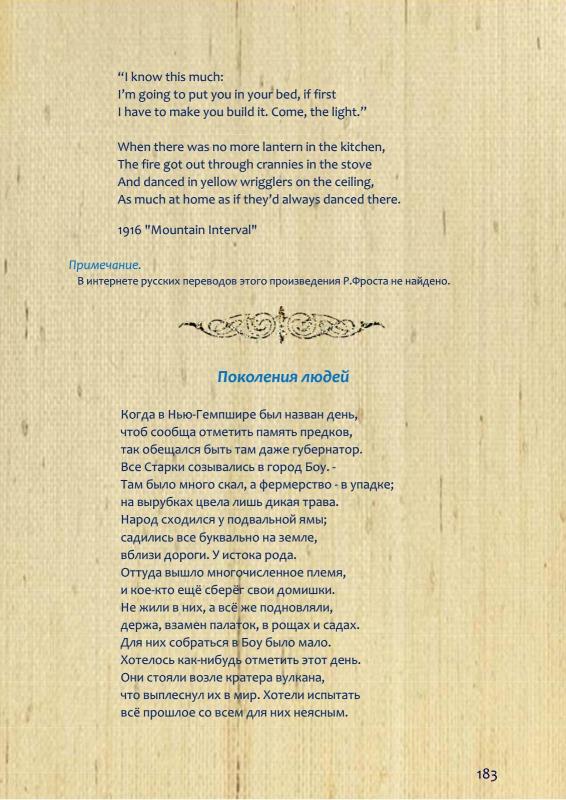 “I know this much:
I’m going to put you in your bed, if first
I have to make you build it. Come, the light.”
When there was no more lantern in the kitchen,
The fire got out through crannies in the stove
And danced in yellow wrigglers on the ceiling,
As much at home as if they’d always danced there.
1916 "Mountain Interval"
Примечание.
В интернете русских переводов этого произведения Р.Фроста не найдено.
Поколения людей
Когда в Нью-Гемпшире был назван день,
чтоб сообща отметить память предков,
так обещался быть там даже губернатор.
Все Старки созывались в город Боу. -
Там было много скал, а фермерство - в упадке;
на вырубках цвела лишь дикая трава.
Народ сходился у подвальной ямы;
садились все буквально на земле,
вблизи дороги. У истока рода.
Оттуда вышло многочисленное племя,
и кое-кто ещё сберёг свои домишки.
Не жили в них, а всё же подновляли,
держа, взамен палаток, в рощах и садах.
Для них собраться в Боу было мало.
Хотелось как-нибудь отметить этот день.
Они стояли возле кратера вулкана,
что выплеснул их в мир. Хотели испытать
всё прошлое со всем для них неясным.
183